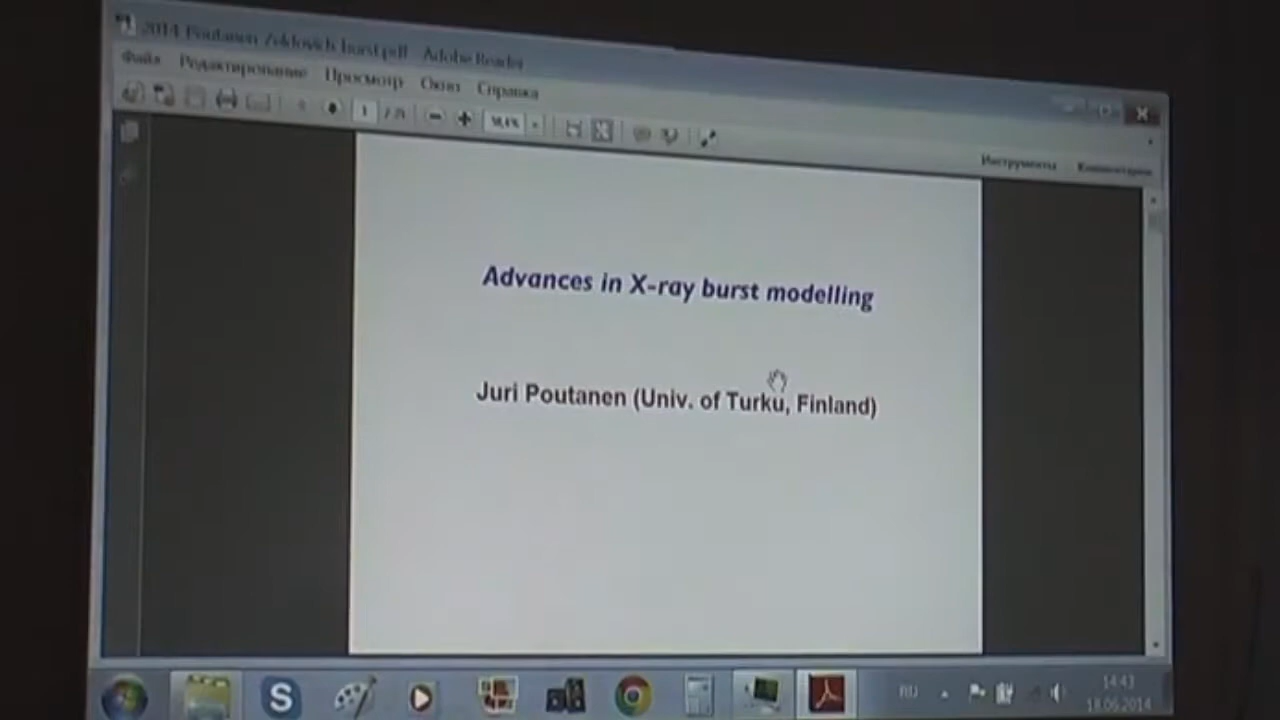 2014 Poutanen Zeldovich burst.pdf - Adobe Reader
Файл Редактирование Просмотр Окно Справка
1
Инструменты Комментарии
Advances in X-ray burst modelling
Juri Poutanen (Univ. of Turku, Finland)
S
RU
14:43
18.06.2014